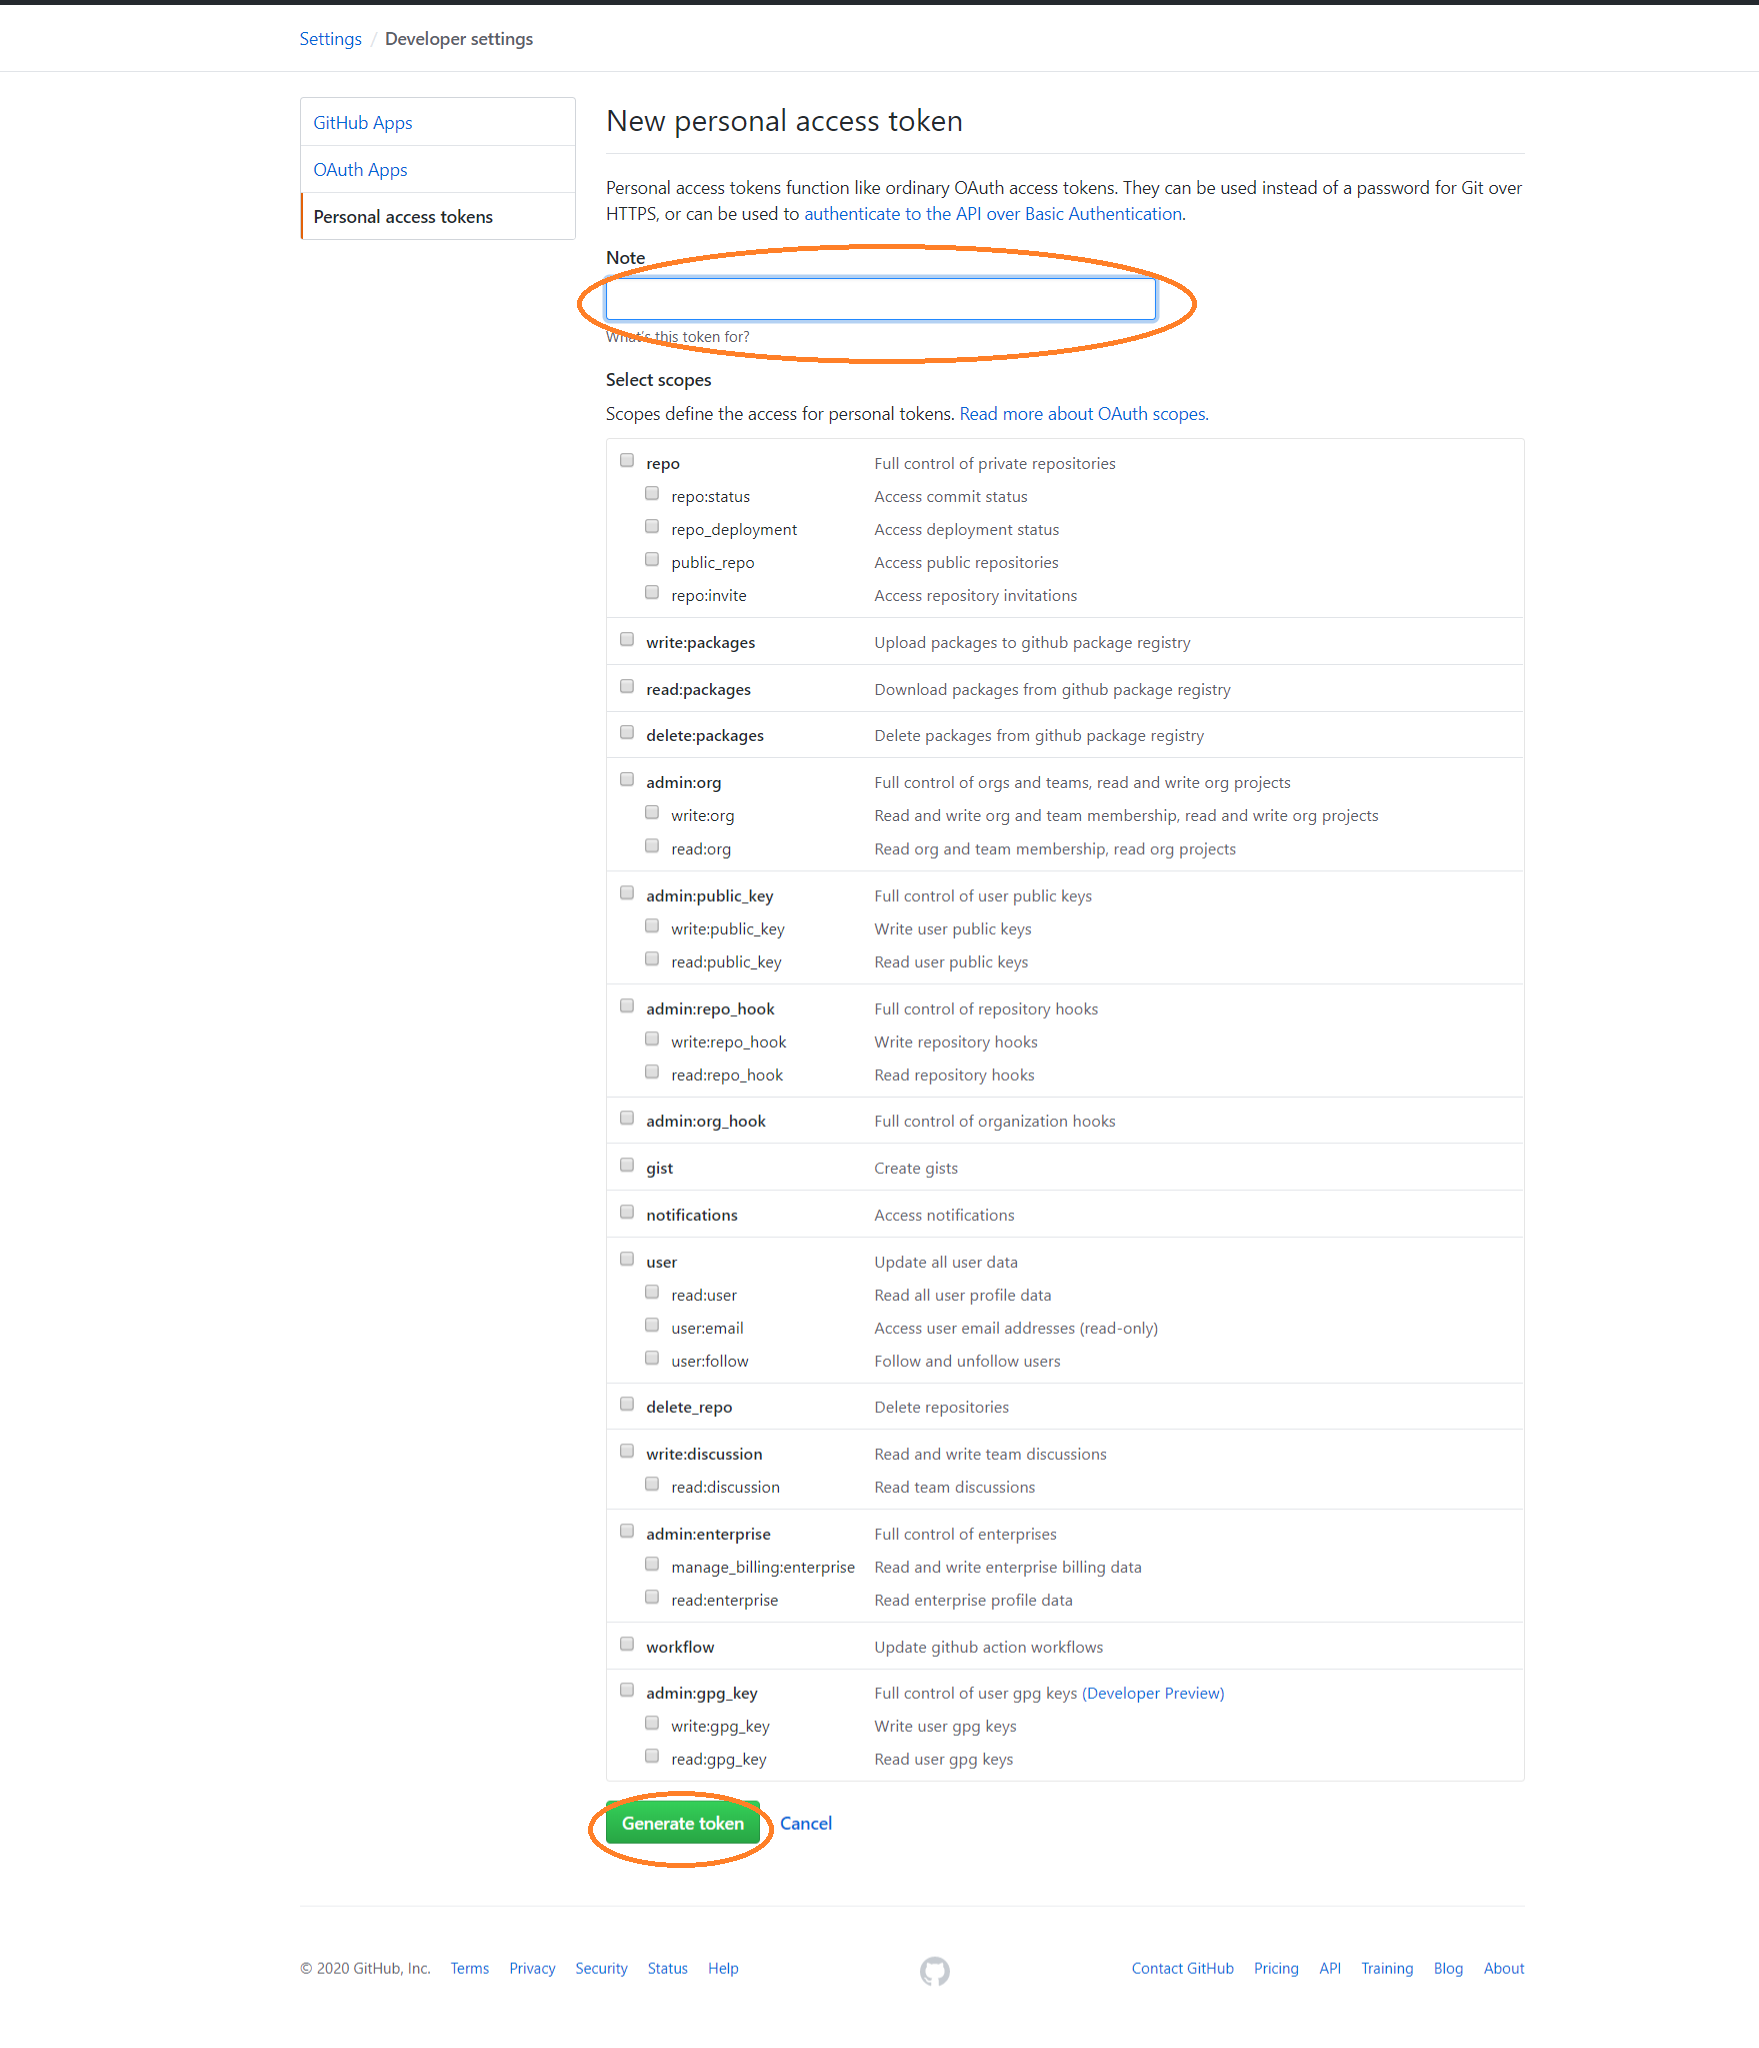 Settings / Developer settings
GitHub Apps
OAuth Apps
Personal access tokens
New personal access token
Personal access tokens function like ordinary OAuth access tokens. They can be used instead of a password for Git over
HTTPS, or can be used to authenticate to the API over Basic Authentication.
Note
What's this token for?
Select scopes
Scopes define the access for personal tokens. Read more about OAuth scopes.
repo Full control of private repositories
repo:status Access commit status
repo_deployment Access deployment status
public_repo Access public repositories
repo:invite Access repository invitations
write:packages Upload packages to github package registry
read:packages Download packages from github package registry
delete:packages Delete packages from github package registry
admin:org Full control of orgs and teams, read and write org projects
write:org Read and write org and team membership, read and write org projects
read:org Read org and team membership, read org projects
admin:public_key Full control of user public keys
write:public_key Write user public keys
read:public_key Read user public keys
admin:repo_hook Full control of repository hooks
write:repo_hook Write repository hooks
read:repo_hook Read repository hooks
admin:org_hook Full control of organization hooks
gist Create gists
notifications Access notifications
user Update all user data
read:user Read all user profile data
user:email Access user email addresses (read-only)
user:follow Follow and unfollow users
delete_repo Delete repositories
write:discussion Read and write team discussions
read:discussion Read team discussions
admin:enterprise Full control of enterprises
manage_billing:enterprise Read and write enterprise billing data
read:enterprise Read enterprise profile data
workflow Update github action workflows
admin:gpg_key Full control of user gpg keys (Developer Preview)
write:gpg_key Write user gpg keys
read:gpg_key Read user gpg keys
Generate token Cancel
© 2020 GitHub, Inc. Terms Privacy Security Status Help Contact GitHub Pricing API Training Blog About